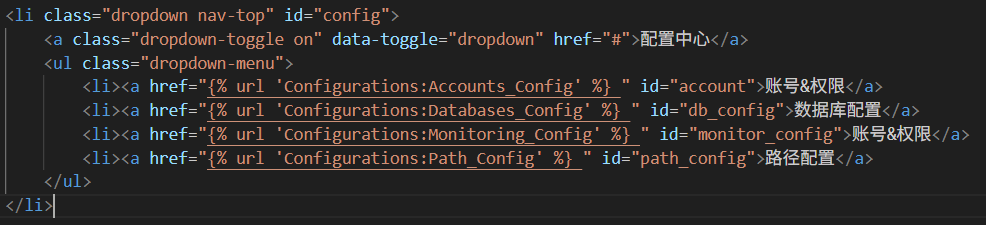 <li class="dropdown nav-top" id="config">
<a class="dropdown-toggle on" data-toggle="dropdown" href="#">配置中心</a>
<ul class="dropdown-menu">
<li><a href="{% url 'Configurations:Accounts_Config' %} " id="account">账号&权限</a>
<li><a href="{% url 'Configurations:Databases_Config' %} " id="db_config">数据库配置</a>
<li><a href="{% url 'Configurations:Monitoring_Config' %} " id="monitor_config">账号&权限</a>
<li><a href="{% url 'Configurations:Path_Config' %} " id="path_config">路径配置</a>
</ul>
</li>